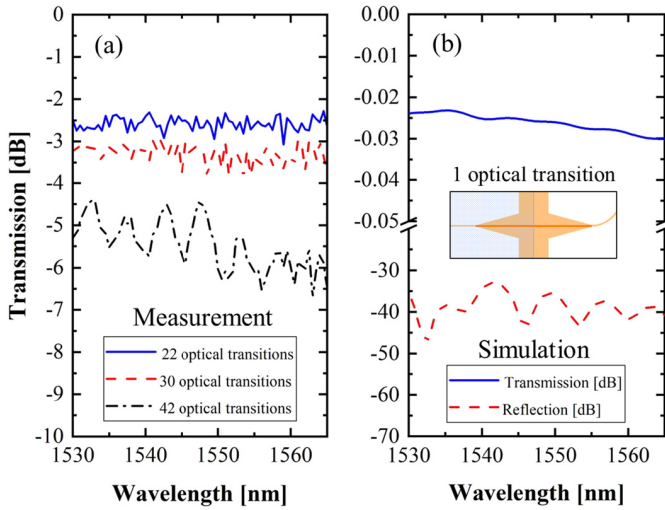 (a)
Transmission [dB]
0
-1
-2
-3
-4
-5
-6
-7
-8
-9
-10
Measurement
22 optical transitions
30 optical transitions
42 optical transitions
1530 1540 1550 1560
Wavelength [nm]
(b)
0.00
-0.01
-0.02
-0.03
-0.04
-0.05
-30
-40
-50
-60
-70
1 optical transition
Simulation
Transmission [dB]
Reflection [dB]
1530 1540 1550 1560
Wavelength [nm]